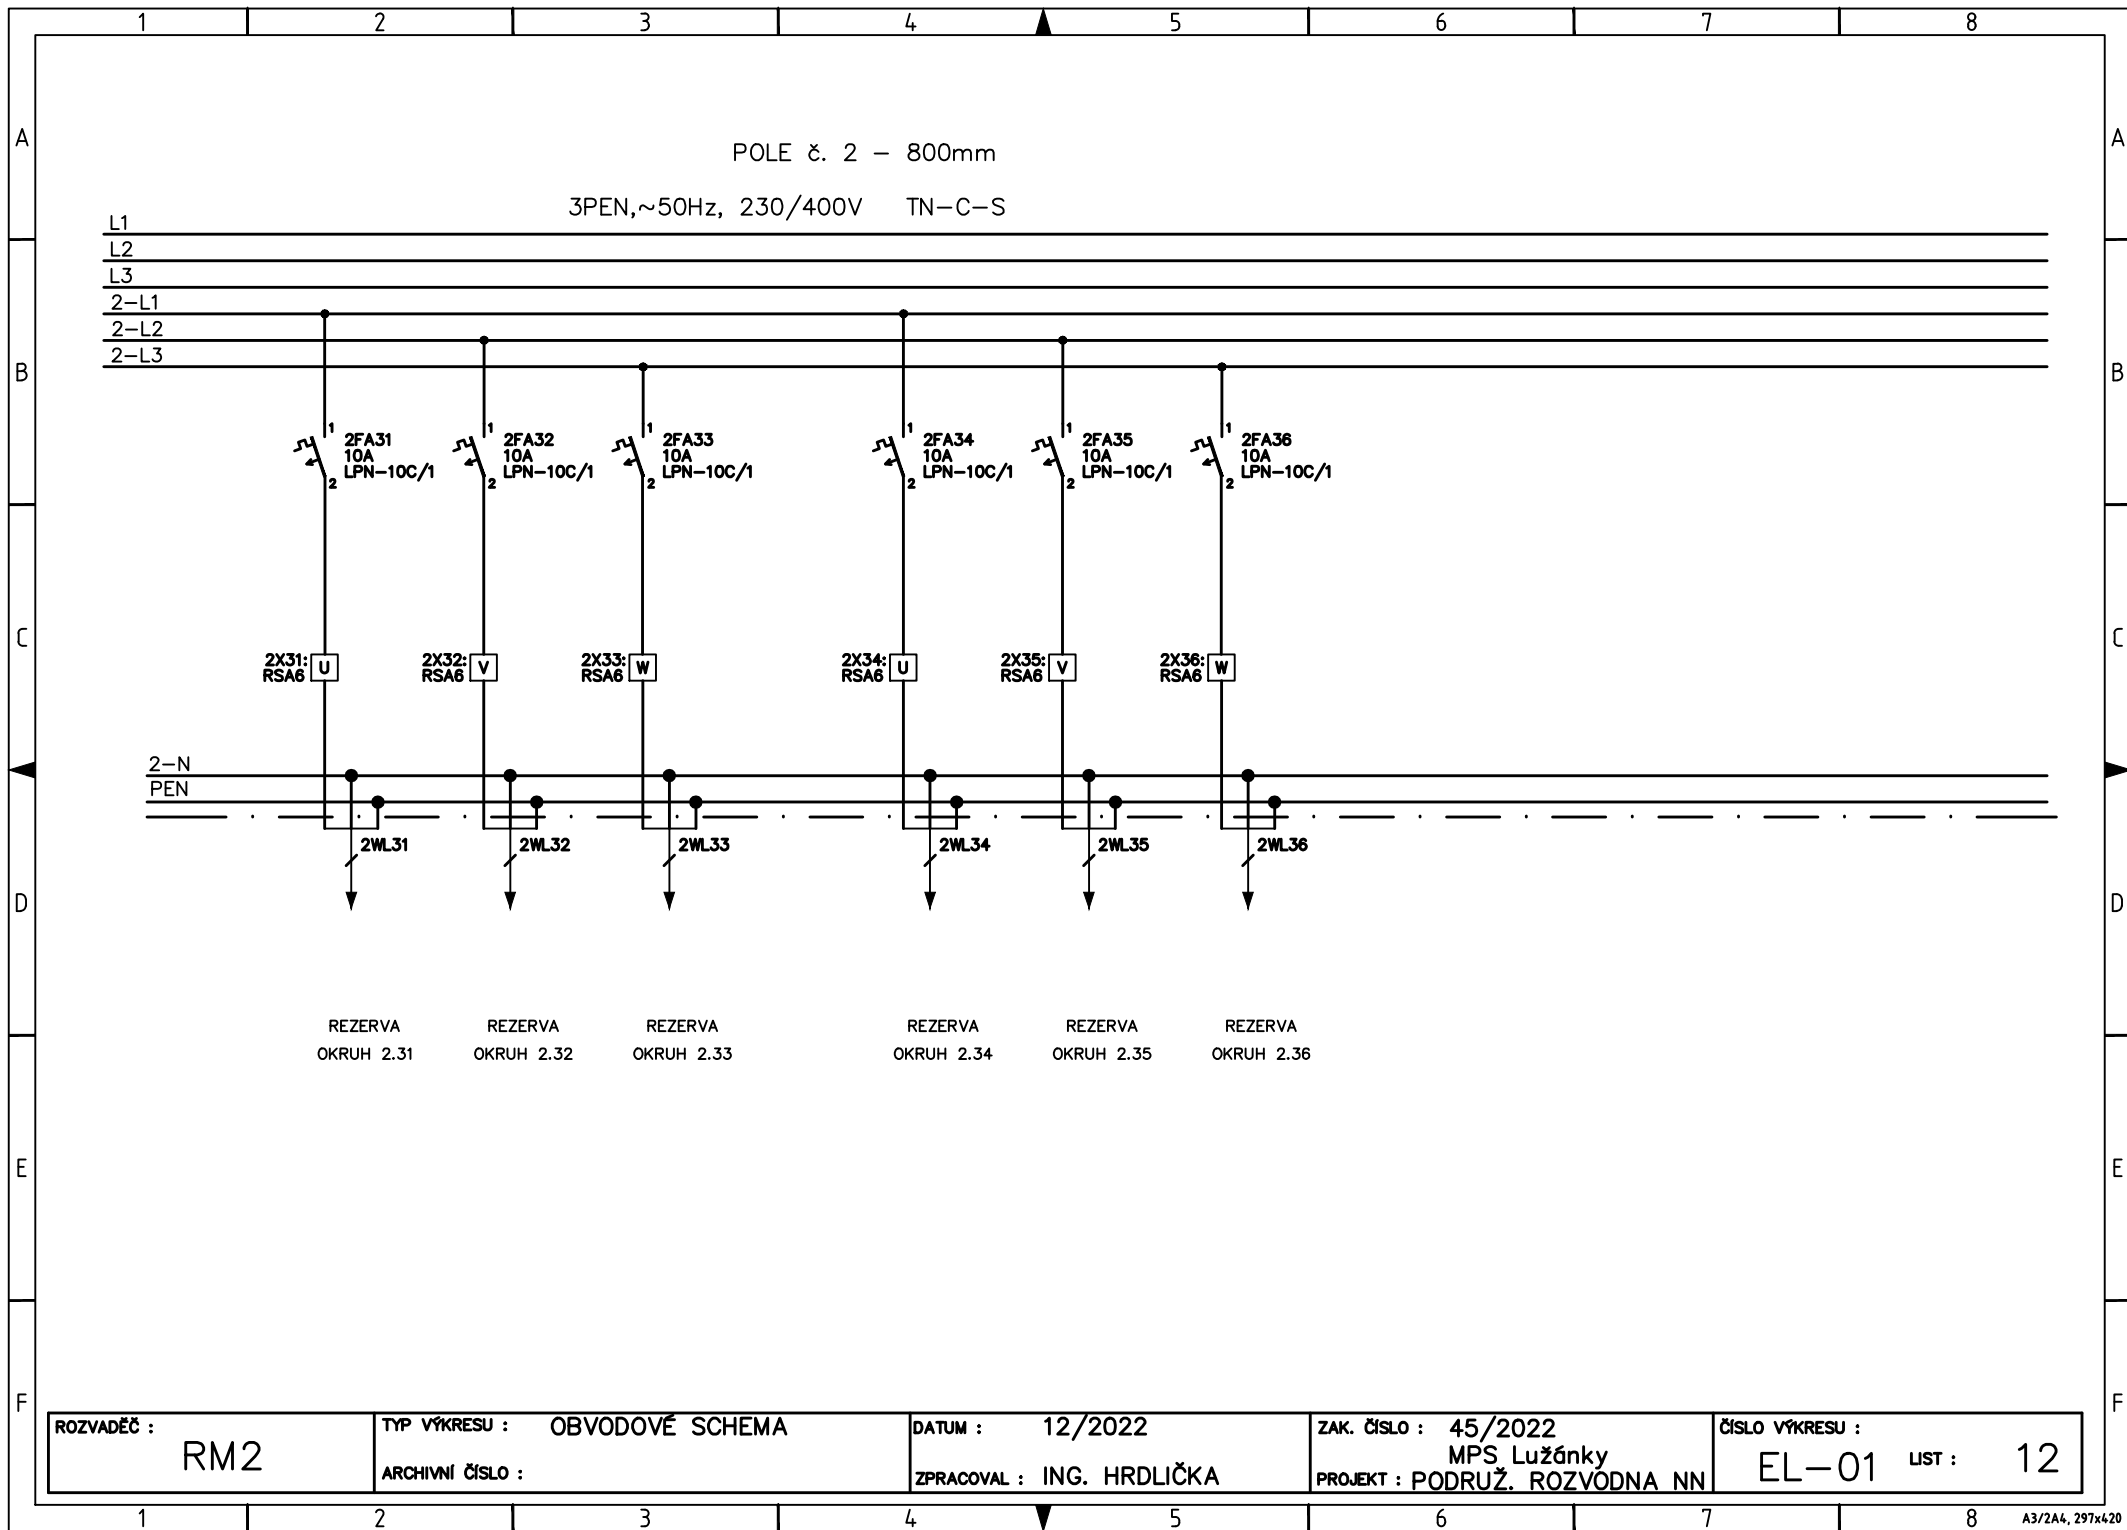 1 2 3 4 5 6 7 8
A A
POLE č. 2 – 800mm
3PEN,~50Hz, 230/400V TN-C-S
L1
L2
L3
2-L1
2-L2
2-L3
B B
1 1 1 1 1 1
2FA31 2FA32 2FA33 2FA34 2FA35 2FA36
10A 10A 10A 10A 10A 10A
LPN-10C/1 LPN-10C/1 LPN-10C/1 LPN-10C/1 LPN-10C/1 LPN-10C/1
2 2 2 2 2 2
C C
2X31: U 2X32: V 2X33: W 2X34: U 2X35: V 2X36: W
RSA6 RSA6 RSA6 RSA6 RSA6 RSA6
2-N
PEN
2WL31 2WL32 2WL33 2WL34 2WL35 2WL36
D D
REZERVA REZERVA REZERVA REZERVA REZERVA REZERVA
OKRUH 2.31 OKRUH 2.32 OKRUH 2.33 OKRUH 2.34 OKRUH 2.35 OKRUH 2.36
E E
F F
ROZVADĚČ :
RM2
TYP VÝKRESU : OBVODOVÉ SCHEMA
ARCHIVNÍ ČÍSLO :
DATUM : 12/2022
ZPRACOVAL : ING. HRDLIČKA
ZAK. ČÍSLO : 45/2022
MPS Lužánky
PROJEKT : PODRUŽ. ROZVODNA NN
ČÍSLO VÝKRESU :
EL-01 LIST : 12
1 2 3 4 5 6 7 8
A3/2A4, 297x420